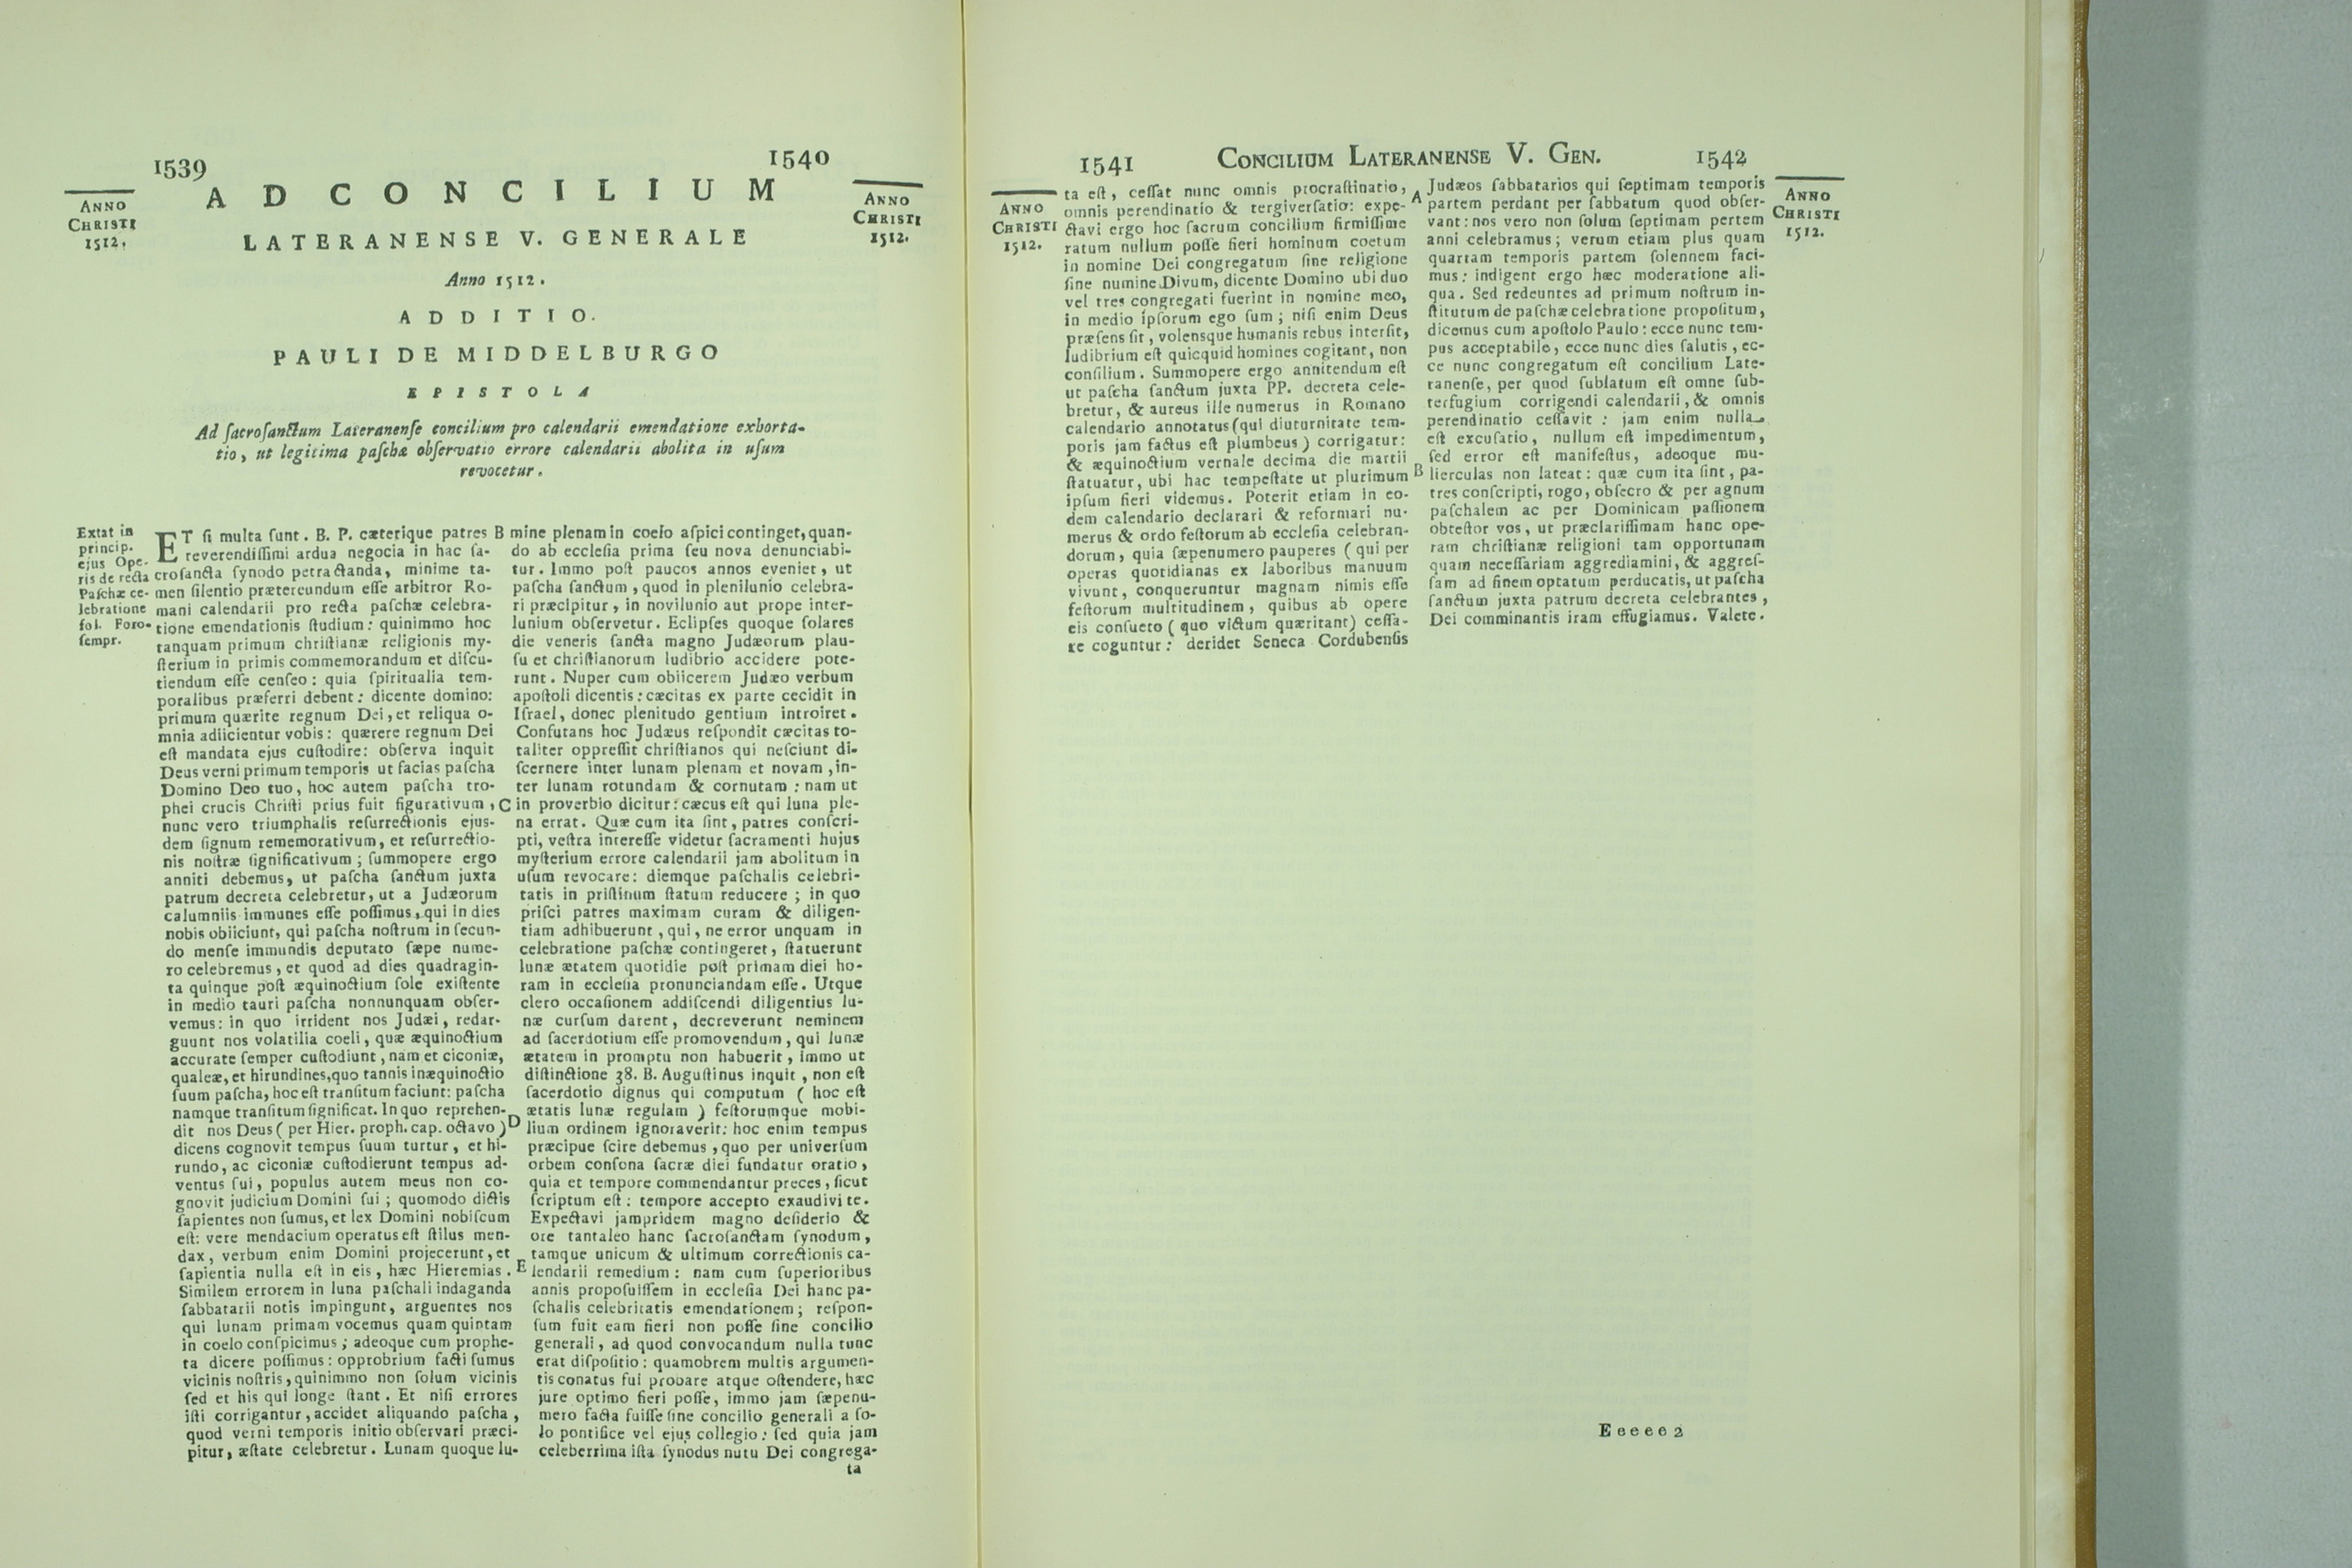 1539
1540
AD CONCILIUM
LATERANENSE V. GENERALE
Anno 1512.
ADDITIO.
PAULI DE MIDDELBURGO
EPISTOLA
Ad ſacroſanctum Lateranenſe concilium pro calendarii emendatione exhorta-
tio, ut legitima paſchæ obſervatio errore calendarii abolita in uſum
revocetur.
ANNO
CHRISTI
1512.
ANNO
CHRISTI
1512.
Extat in
princip.
ejus Ope-
ris de recta
Paſchæ ce-
lebratione
fol. Foro-
ſempr.
ET ſi multa ſunt. B. P. cæterique patres
reverendiſſimi ardua negocia in hac ſa-
croſancta ſynodo petractanda, minime ta-
men ſilentio prætereundum eſſe arbitror Ro-
mani calendarii pro recta paſchæ celebra-
tione emendationis ſtudium: quinimmo hoc
tanquam primum chriſtianæ religionis my-
ſterium in primis commemorandum et diſcu-
tiendum eſſe cenſeo: quia ſpiritualia tem-
poralibus præferri debent: dicente domino:
primum quærite regnum Dei, et reliqua o-
mnia adiicientur vobis: quærere regnum Dei
eſt mandata ejus cuſtodire: obſerva inquit
Deus verni primum temporis ut facias paſcha
Domino Deo tuo, hoc autem paſcha tro-
phei crucis Chriſti prius fuit figurativum,
nunc vero triumphalis reſurrectionis ejus-
dem ſignum rememorativum, et reſurrectio-
nis noſtræ ſignificativum; ſummopere ergo
anniti debemus, ut paſcha ſanctum juxta
patrum decreta celebretur, ut a Judæorum
calumniis immunes eſſe poſſimus, qui in dies
nobis obiiciunt, qui paſcha noſtrum in ſecun-
do menſe immundis deputato ſæpe nume-
ro celebremus, et quod ad dies quadragin-
ta quinque poſt æquinoctium ſole exiſtente
in medio tauri paſcha nonnunquam obſer-
vemus: in quo irrident nos Judæi, redar-
guunt nos volatilia coeli, quæ æquinoctium
accurate ſemper cuſtodiunt, nam et ciconiæ,
qualeæ, et hirundines, quo tannis inæquinoctio
ſuum paſcha, hoc eſt tranſitum faciunt: paſcha
namque tranſitum ſignificat. In quo reprehen-
dit nos Deus (per Hier. proph. cap. octavo)
dicens cognovit tempus ſuum turtur, et hi-
rundo, ac ciconiæ cuſtodierunt tempus ad-
ventus ſui, populus autem meus non co-
gnovit judicium Domini ſui; quomodo dictis
ſapientes non ſumus, et lex Domini nobiſcum
eſt: vere mendacium operatus eſt ſtilus men-
dax, verbum enim Domini projecerunt, et
ſapientia nulla eſt in eis, hæc Hieremias.
Similem errorem in luna paſchali indaganda
ſabbatarii notis impingunt, arguentes nos
qui lunam primam vocemus quam quintam
in coelo conſpicimus; adeoque cum prophe-
ta dicere poſſimus: opprobrium facti ſumus
vicinis noſtris, quinimmo non ſolum vicinis
ſed et his qui longe ſtant. Et niſi errores
iſti corrigantur, accidet aliquando paſcha,
quod verni temporis initio obſervari præci-
pitur, æſtate celebretur. Lunam quoque lu-
B
C
D
E
mine plenam in coelo aſpici continget, quan-
do ab eccleſia prima ſeu nova denunciabi-
tur. Immo poſt paucos annos eveniet, ut
paſcha ſanctum, quod in plenilunio celebra-
ri præcipitur, in novilunio aut prope inter-
lunium obſervetur. Eclipſes quoque ſolares
die veneris ſancta magno Judæorum plau-
ſu et chriſtianorum ludibrio accidere pote-
runt. Nuper cum obiicerem Judæo verbum
apoſtoli dicentis: cæcitas ex parte cecidit in
Iſrael, donec plenitudo gentium introiret.
Confutans hoc Judæus reſpondit cæcitas to-
taliter oppreſſit chriſtianos qui neſciunt di-
ſcernere inter lunam plenam et novam, in-
ter lunam rotundam & cornutam: nam ut
in proverbio dicitur: cæcus eſt qui luna ple-
na errat. Quæ cum ita ſint, patres conſcri-
pti, veſtra intereſſe videtur ſacramenti hujus
myſterium errore calendarii jam abolitum in
uſum revocare: diemque paſchalis celebri-
tatis in priſtinum ſtatum reducere; in quo
priſci patres maximam curam & diligen-
tiam adhibuerunt, qui, ne error unquam in
celebratione paſchæ contingeret, ſtatuerunt
lunæ ætatem quotidie poſt primam diei ho-
ram in eccleſia pronunciandam eſſe. Utque
clero occaſionem addiſcendi diligentius lu-
næ curſum darent, decreverunt neminem
ad ſacerdotium eſſe promovendum, qui lunæ
ætatem in promptu non habuerit, immo ut
diſtinctione 38. B. Auguſtinus inquit, non eſt
ſacerdotio dignus qui computum (hoc eſt
ætatis lunæ regulam) feſtorumque mobi-
lium ordinem ignoraverit: hoc enim tempus
præcipue ſcire debemus, quo per univerſum
orbem conſona ſacræ diei fundatur oratio,
quia et tempore commendantur preces, ſicut
ſcriptum eſt: tempore accepto exaudivi te.
Expectavi jampridem magno deſiderio &
ore tantaleo hanc ſacroſanctam ſynodum,
tamque unicum & ultimum correctionis ca-
lendarii remedium: nam cum ſuperioribus
annis propoſuiſſem in eccleſia Dei hanc pa-
ſchalis celebritatis emendationem; reſpon-
ſum fuit eam fieri non poſſe ſine concilio
generali, ad quod convocandum nulla tunc
erat diſpoſitio: quamobrem multis argumen-
tis conatus fui probare atque oſtendere, hæc
jure optimo fieri poſſe, immo jam ſæpenu-
mero facta fuiſſe ſine concilio generali a ſo-
lo pontifice vel ejus collegio: ſed quia jam
celeberrima iſta ſynodus nutu Dei congrega-
ta
1541
CONCILIUM LATERANENSE V. GEN.
1542
ANNO
CHRISTI
1512.
ANNO
CHRISTI
1512.
ta eſt, ceſſat nunc omnis procraſtinatio,
omnis perendinatio & tergiverſatio: expe-
ctavi ergo hoc ſacrum concilium firmiſſime
ratum nullum poſſe fieri hominum coetum
in nomine Dei congregatum ſine religione
ſine numine Divum, dicente Domino ubi duo
vel tres congregati fuerint in nomine meo,
in medio ipſorum ego ſum; niſi enim Deus
præſens ſit, volensque humanis rebus interſit,
ludibrium eſt quicquid homines cogitant, non
conſilium. Summopere ergo annitendum eſt
ut paſcha ſanctum juxta PP. decreta cele-
bretur, & aureus ille numerus in Romano
calendario annotatus (qui diuturnitate tem-
poris jam factus eſt plumbeus) corrigatur:
& æquinoctium vernale decima die martii
ſtatuatur, ubi hac tempeſtate ut plurimum
ipſum fieri videmus. Poterit etiam in eo-
dem calendario declarari & reformari nu-
merus & ordo feſtorum ab eccleſia celebran-
dorum, quia ſæpenumero pauperes (qui per
operas quotidianas ex laboribus manuum
vivunt, conqueruntur magnam nimis eſſe
feſtorum multitudinem, quibus ab opere
eis conſueto (quo victum quæritant) ceſſa-
re coguntur: deridet Seneca Cordubenſis
A
B
Judæos ſabbatarios qui ſeptimam temporis
partem perdant per ſabbatum quod obſer-
vant: nos vero non ſolum ſeptimam pertem
anni celebramus; verum etiam plus quam
quartam temporis partem ſolennem faci-
mus: indigent ergo hæc moderatione ali-
qua. Sed redeuntes ad primum noſtrum in-
ſtitutum de paſchæ celebratione propoſitum,
dicemus cum apoſtolo Paulo: ecce nunc tem-
pus acceptabile, ecce nunc dies ſalutis, ec-
ce nunc congregatum eſt concilium Late-
ranenſe, per quod ſublatum eſt omne ſub-
terfugium corrigendi calendarii, & omnis
perendinatio ceſſavit: jam enim nulla
eſt excuſatio, nullum eſt impedimentum,
ſed error eſt manifeſtus, adeoque mu-
lierculas non lateat: quæ cum ita ſint, pa-
tres conſcripti, rogo, obſecro & per agnum
paſchalem ac per Dominicam paſſionem
obteſtor vos, ut præclariſſimam hanc ope-
ram chriſtianæ religioni tam opportunam
quam neceſſariam aggrediamini, & aggreſ-
ſam ad finem optatum perducatis, ut paſcha
ſanctum juxta patrum decreta celebrantes,
Dei comminantis iram effugiamus. Valete.
Eeeee 2